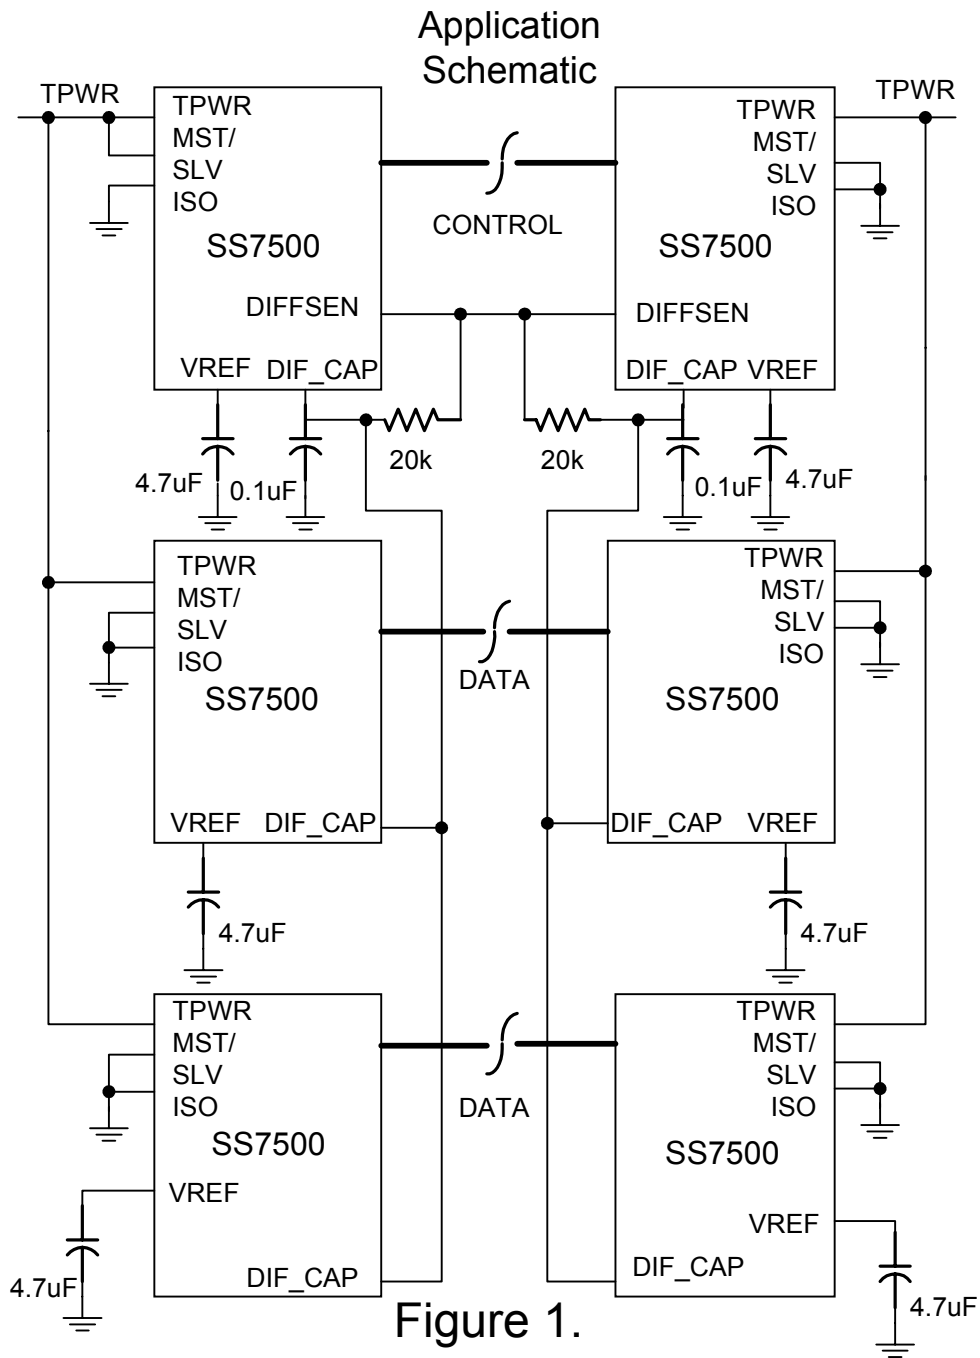 Application
Schematic
TPWR
TPWR
TPWR
MST/
SLV
ISO
SS7500
DIFFSEN
VREF DIF_CAP
CONTROL
TPWR
MST/
SLV
ISO
SS7500
DIFFSEN
DIF_CAP VREF
4.7uF
0.1uF
20k
20k
0.1uF
4.7uF
TPWR
MST/
SLV
ISO
SS7500
VREF DIF_CAP
DATA
TPWR
MST/
SLV
ISO
SS7500
DIF_CAP VREF
4.7uF
4.7uF
TPWR
MST/
SLV
ISO
SS7500
VREF
DIF_CAP
DATA
TPWR
MST/
SLV
ISO
SS7500
VREF
DIF_CAP
4.7uF
4.7uF
Figure 1.